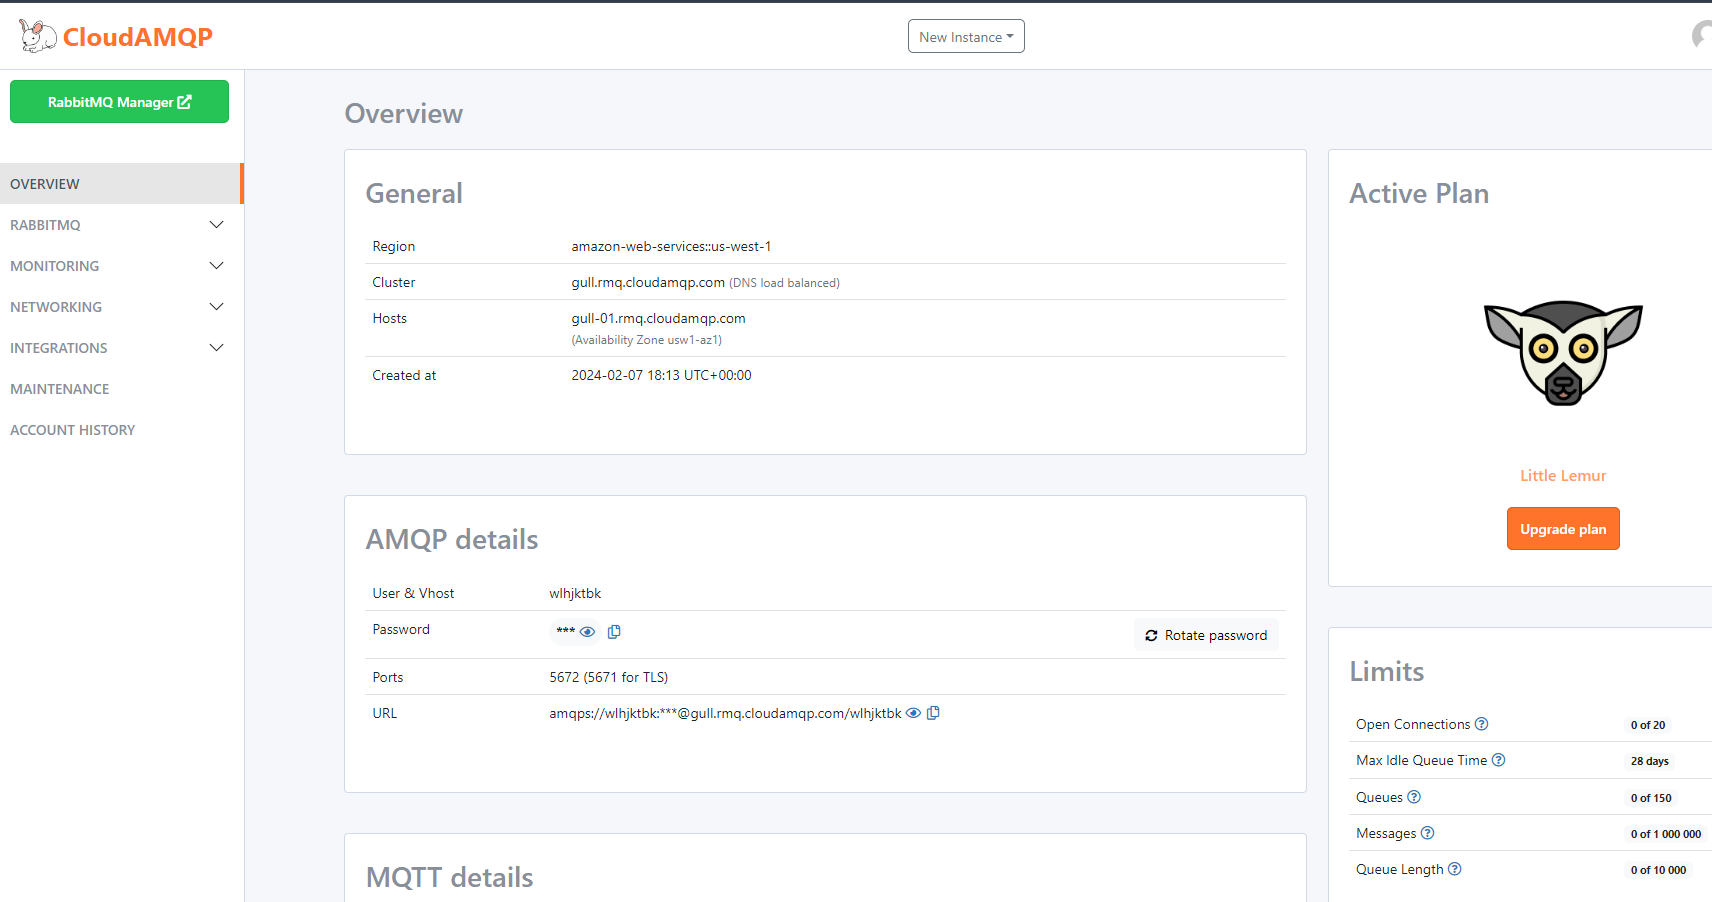 CloudAMQP
New Instance
RabbitMQ Manager
OVERVIEW
RABBITMQ
MONITORING
NETWORKING
INTEGRATIONS
MAINTENANCE
ACCOUNT HISTORY
Overview
General
Region amazon-web-services::us-west-1
Cluster gull.rmq.cloudamqp.com (DNS load balanced)
Hosts gull-01.rmq.cloudamqp.com
(Availability Zone usw1-az1)
Created at 2024-02-07 18:13 UTC+00:00
AMQP details
User & Vhost wlhjktbk
Password *** Rotate password
Ports 5672 (5671 for TLS)
URL amqps://wlhjktbk:***@gull.rmq.cloudamqp.com/wlhjktbk
MQTT details
Active Plan
Little Lemur
Upgrade plan
Limits
Open Connections 0 of 20
Max Idle Queue Time 28 days
Queues 0 of 150
Messages 0 of 1 000 000
Queue Length 0 of 10 000